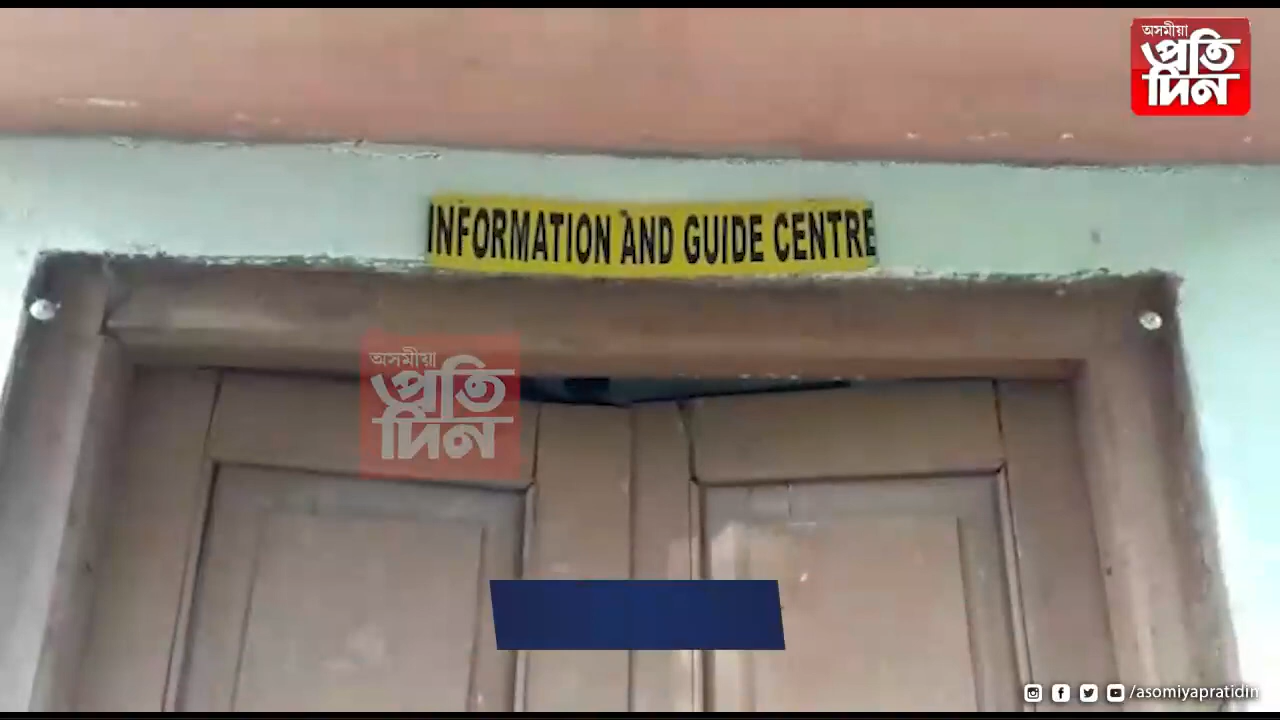 অসমীয়া
প্ৰতি
দিন
INFORMATION AND GUIDE CENTRE
অসমীয়া
প্ৰতি
দিন
/asomiyapratidin